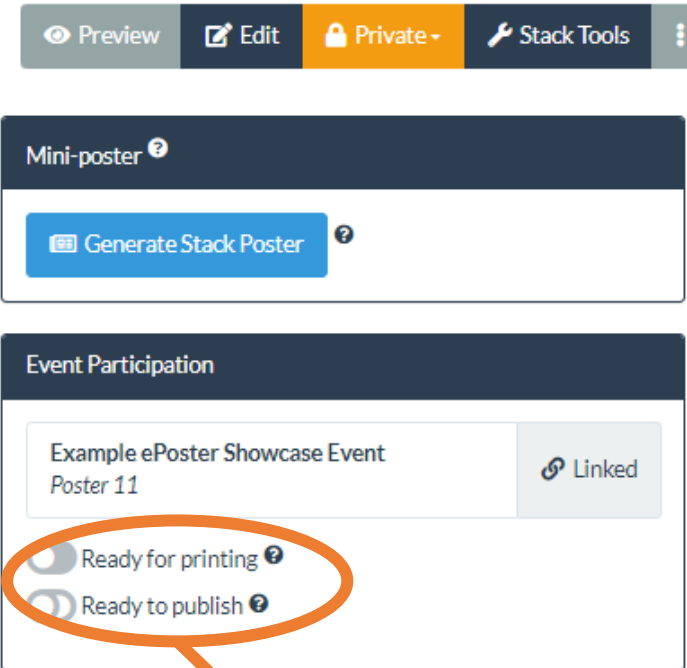 Preview Edit Private Stack Tools
Mini-poster ?
Generate Stack Poster ?
Event Participation
Example ePoster Showcase Event
Poster 11
Linked
Ready for printing ?
Ready to publish ?